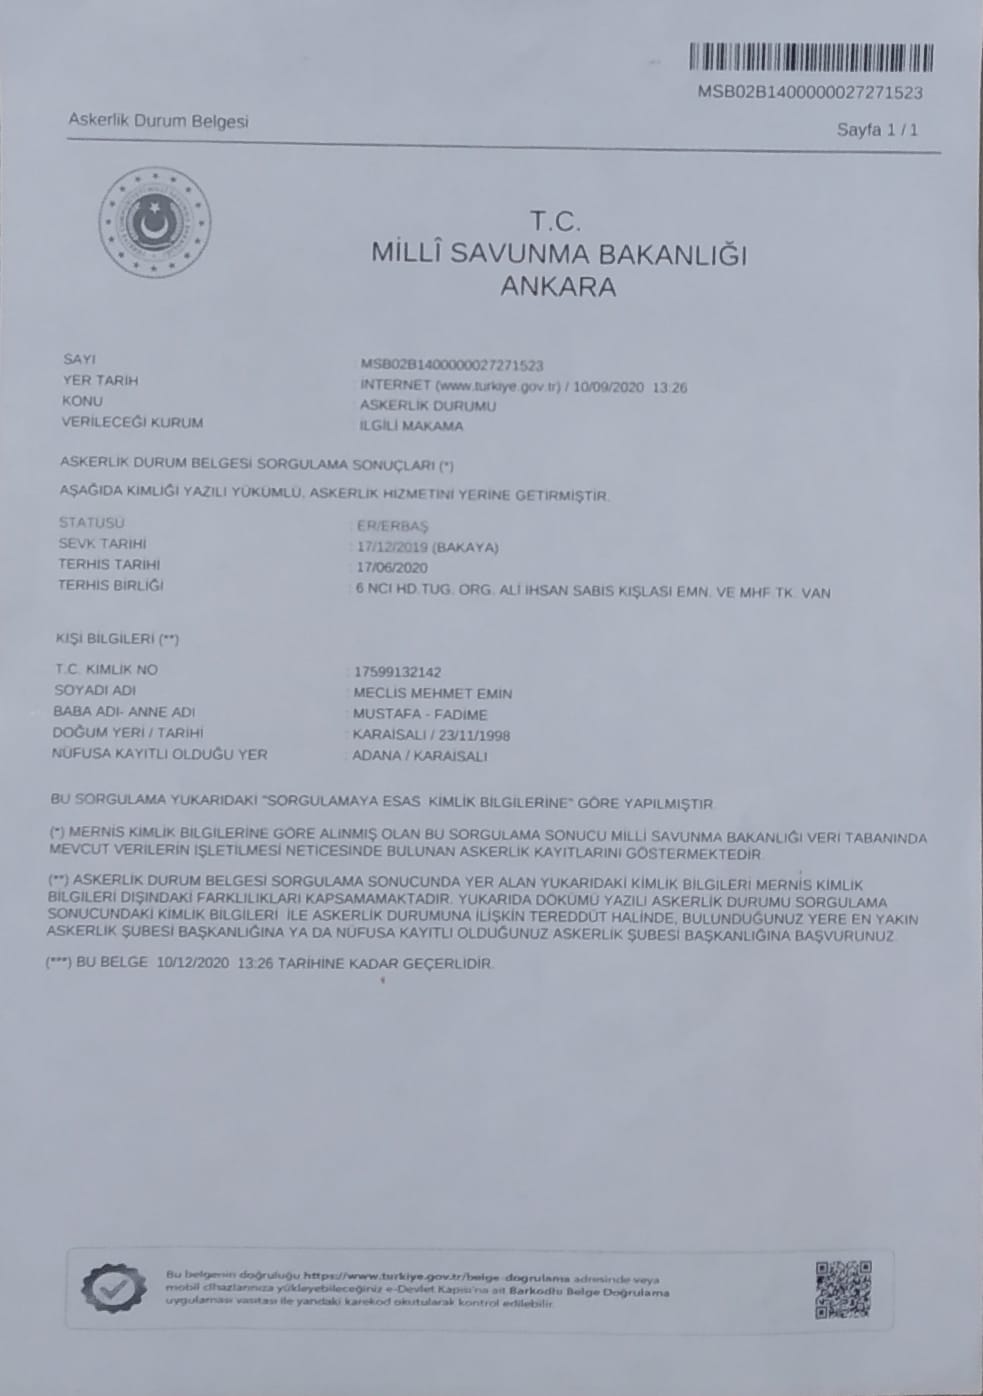 MSB02B1400000027271523
Askerlik Durum Belgesi
Sayfa 1 / 1
T.C.
MİLLÎ SAVUNMA BAKANLIĞI
ANKARA
SAYI : MSB02B1400000027271523
YER TARİH : İNTERNET (www.turkiye.gov.tr) / 10/09/2020 13:26
KONU : ASKERLİK DURUMU
VERİLECEĞİ KURUM : İLGİLİ MAKAMA
ASKERLİK DURUM BELGESİ SORGULAMA SONUÇLARI (*)
AŞAĞIDA KİMLİĞİ YAZILI YÜKÜMLÜ, ASKERLİK HİZMETİNİ YERİNE GETİRMİŞTİR.
STATÜSÜ : ER/ERBAŞ
SEVK TARİHİ : 17/12/2019 (BAKAYA)
TERHİS TARİHİ : 17/06/2020
TERHİS BİRLİĞİ : 6 NCI HD.TUG. ORG. ALİ İHSAN SABİS KIŞLASI EMN. VE MHF.TK. VAN
KİŞİ BİLGİLERİ (**)
T.C. KİMLİK NO : 17599132142
SOYADI ADI : MECLİS MEHMET EMİN
BABA ADI- ANNE ADI : MUSTAFA - FADİME
DOĞUM YERİ / TARİHİ : KARAİSALI / 23/11/1998
NÜFUSA KAYITLI OLDUĞU YER : ADANA / KARAİSALI
BU SORGULAMA YUKARIDAKİ "SORGULAMAYA ESAS KİMLİK BİLGİLERİNE" GÖRE YAPILMIŞTIR.
(*) MERNİS KİMLİK BİLGİLERİNE GÖRE ALINMIŞ OLAN BU SORGULAMA SONUCU MİLLİ SAVUNMA BAKANLIĞI VERİ TABANINDA
MEVCUT VERİLERİN İŞLETİLMESİ NETİCESİNDE BULUNAN ASKERLİK KAYITLARINI GÖSTERMEKTEDİR.
(**) ASKERLİK DURUM BELGESİ SORGULAMA SONUCUNDA YER ALAN YUKARIDAKİ KİMLİK BİLGİLERİ MERNİS KİMLİK
BİLGİLERİ DIŞINDAKİ FARKLILIKLARI KAPSAMAMAKTADIR. YUKARIDA DÖKÜMÜ YAZILI ASKERLİK DURUMU SORGULAMA
SONUCUNDAKİ KİMLİK BİLGİLERİ İLE ASKERLİK DURUMUNA İLİŞKİN TEREDDÜT HALİNDE, BULUNDUĞUNUZ YERE EN YAKIN
ASKERLİK ŞUBESİ BAŞKANLIĞINA YA DA NÜFUSA KAYITLI OLDUĞUNUZ ASKERLİK ŞUBESİ BAŞKANLIĞINA BAŞVURUNUZ.
(***) BU BELGE 10/12/2020 13:26 TARİHİNE KADAR GEÇERLİDİR.
Bu belgenin doğruluğu https://www.turkiye.gov.tr/belge-dogrulama adresinde veya
mobil cihazlarınıza yükleyebileceğiniz e-Devlet Kapısı'na ait Barkodlu Belge Doğrulama
uygulaması vasıtası ile yandaki karekod okutularak kontrol edilebilir.